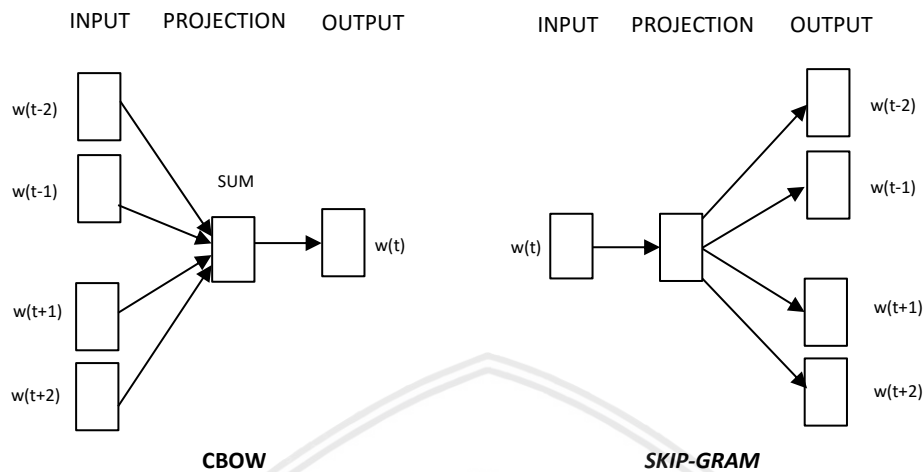 INPUT PROJECTION OUTPUT
w(t-2)
w(t-1)
SUM
w(t)
w(t+1)
w(t+2)
CBOW
INPUT PROJECTION OUTPUT
w(t-2)
w(t-1)
w(t)
w(t+1)
w(t+2)
SKIP-GRAM